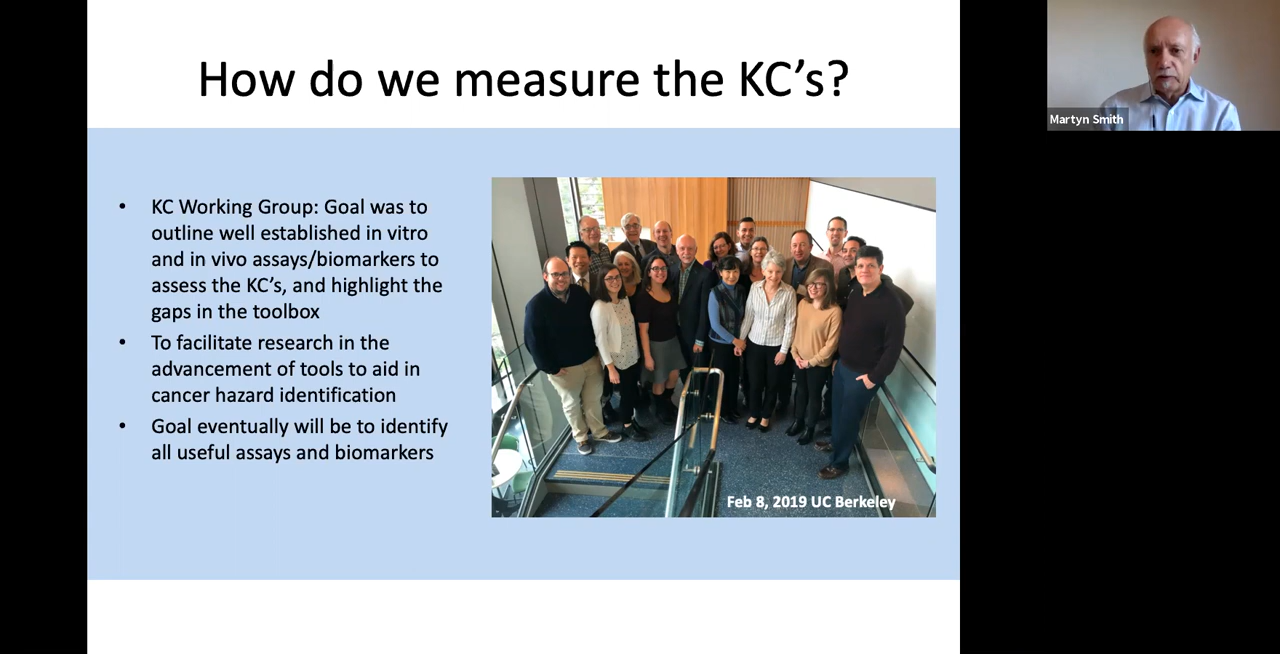 How do we measure the KC’s?
• KC Working Group: Goal was to
outline well established in vitro
and in vivo assays/biomarkers to
assess the KC’s, and highlight the
gaps in the toolbox
• To facilitate research in the
advancement of tools to aid in
cancer hazard identification
• Goal eventually will be to identify
all useful assays and biomarkers
Feb 8, 2019 UC Berkeley
Martyn Smith